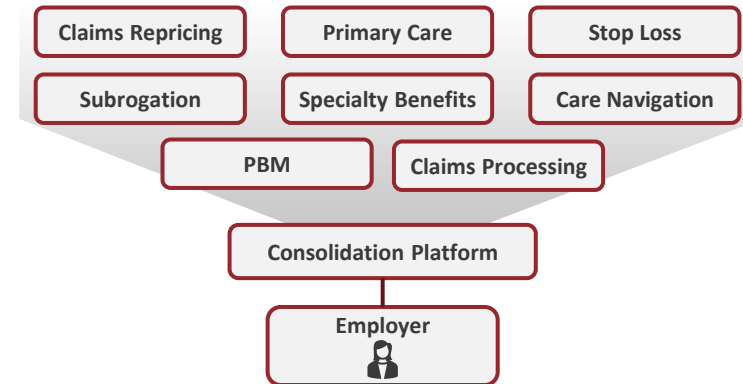 Claims Repricing
Primary Care
Stop Loss
Subrogation
Specialty Benefits
Care Navigation
PBM
Claims Processing
Consolidation Platform
Employer